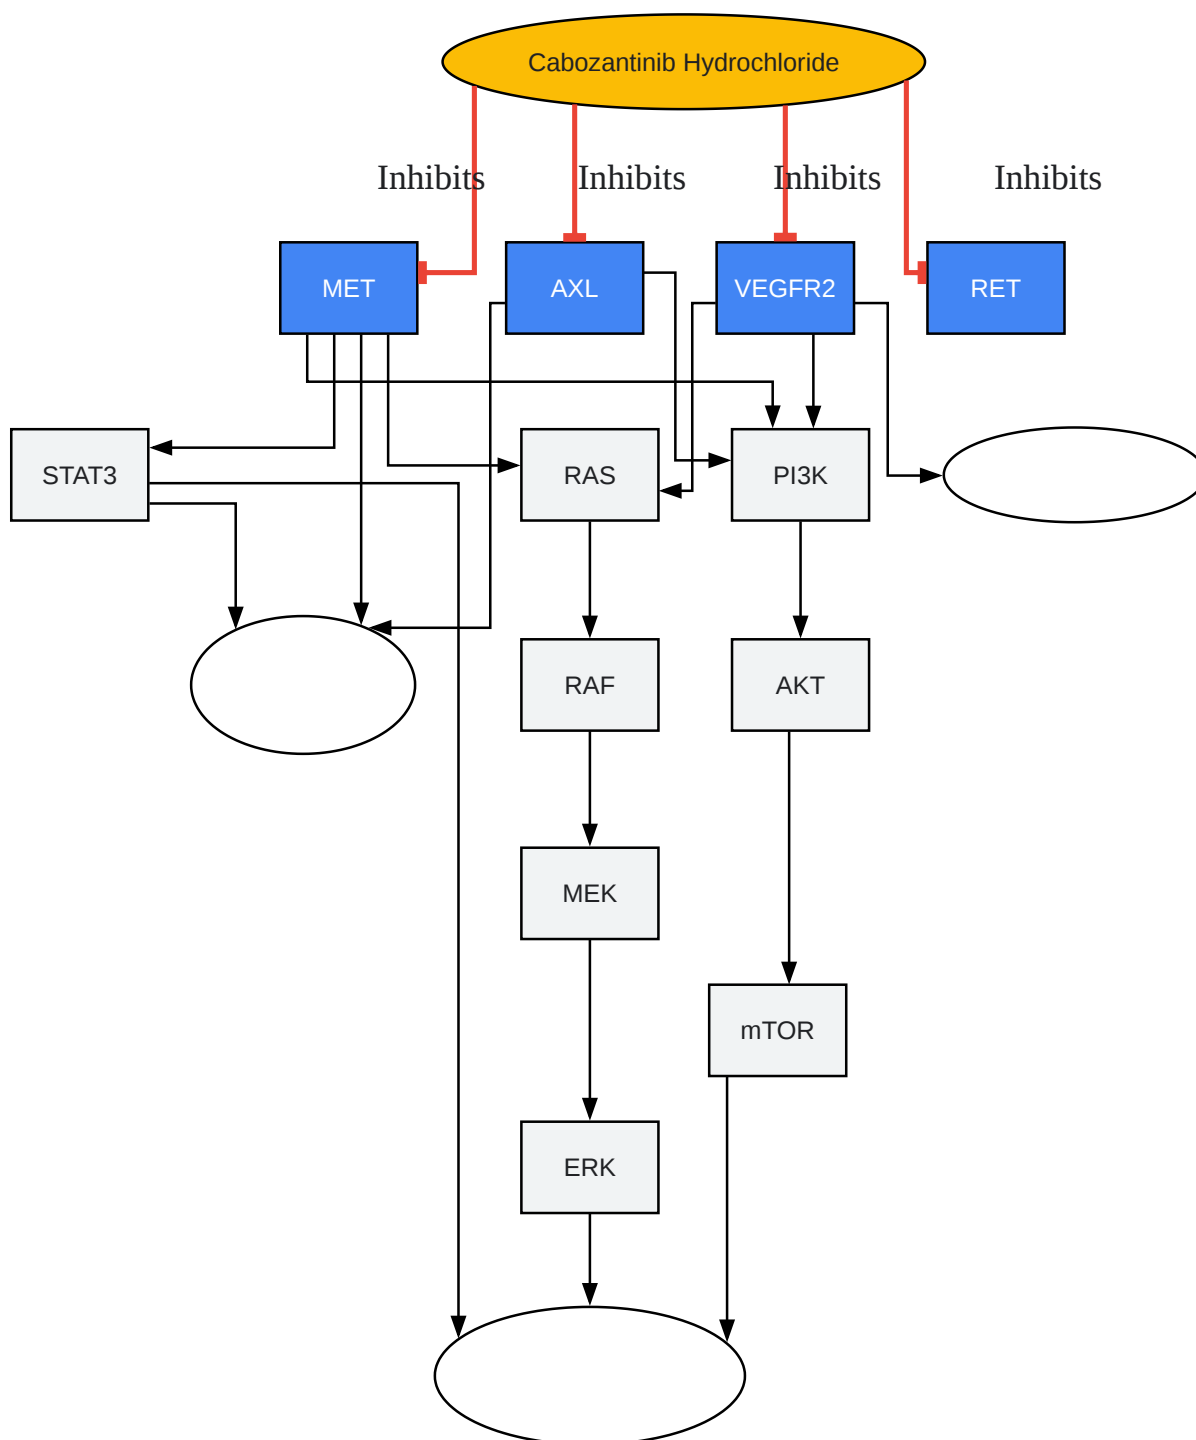 Cabozantinib Hydrochloride
Inhibits
Inhibits
Inhibits
Inhibits
MET
AXL
VEGFR2
RET
STAT3
RAS
PI3K
RAF
AKT
MEK
mTOR
ERK